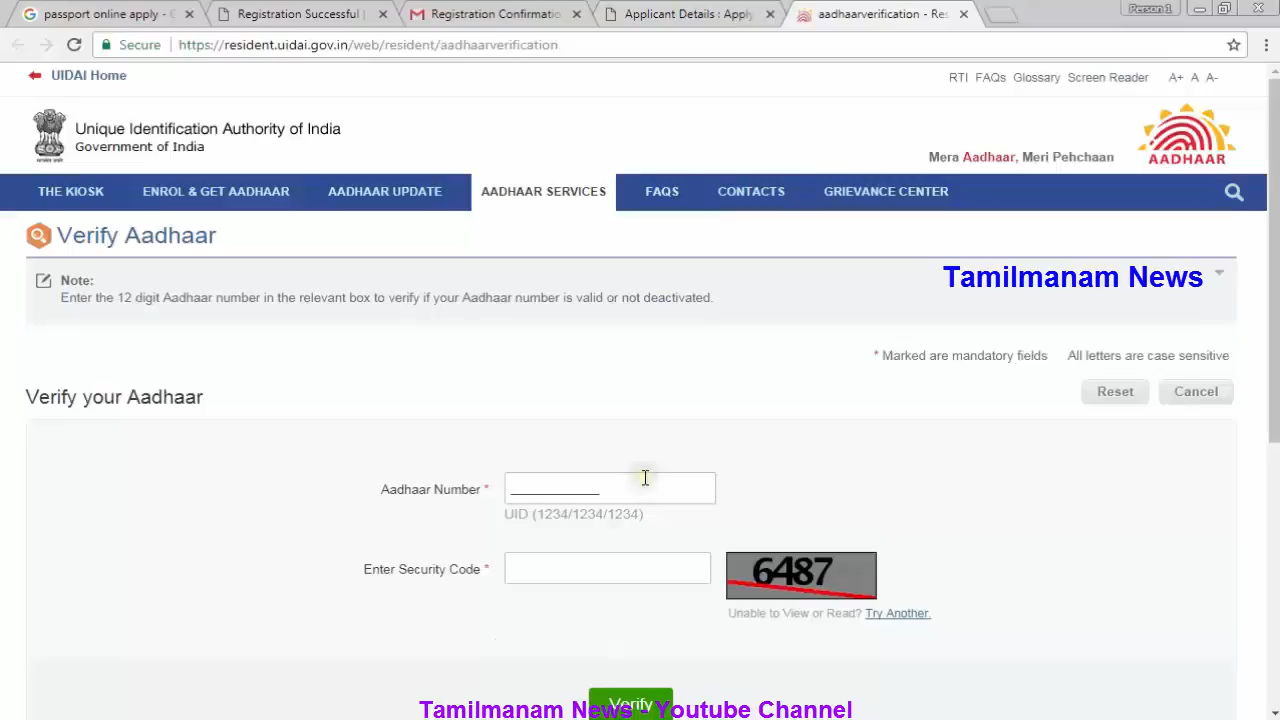 passport online apply - G
Registration Successful |
Registration Confirmatio
Applicant Details : Apply
aadhaarverification - Res
Person 1
Secure https://resident.uidai.gov.in/web/resident/aadhaarverification
UIDAI Home
RTI FAQs Glossary Screen Reader A+ A A-
Unique Identification Authority of India
Government of India
Mera Aadhaar, Meri Pehchaan
AADHAAR
THE KIOSK ENROL & GET AADHAAR AADHAAR UPDATE AADHAAR SERVICES FAQS CONTACTS GRIEVANCE CENTER
Verify Aadhaar
Note:
Enter the 12 digit Aadhaar number in the relevant box to verify if your Aadhaar number is valid or not deactivated.
Tamilmanam News
* Marked are mandatory fields All letters are case sensitive
Verify your Aadhaar
Reset Cancel
Aadhaar Number * ____________
UID (1234/1234/1234)
Enter Security Code *
6487
Unable to View or Read? Try Another.
Verify
Tamilmanam News - Youtube Channel